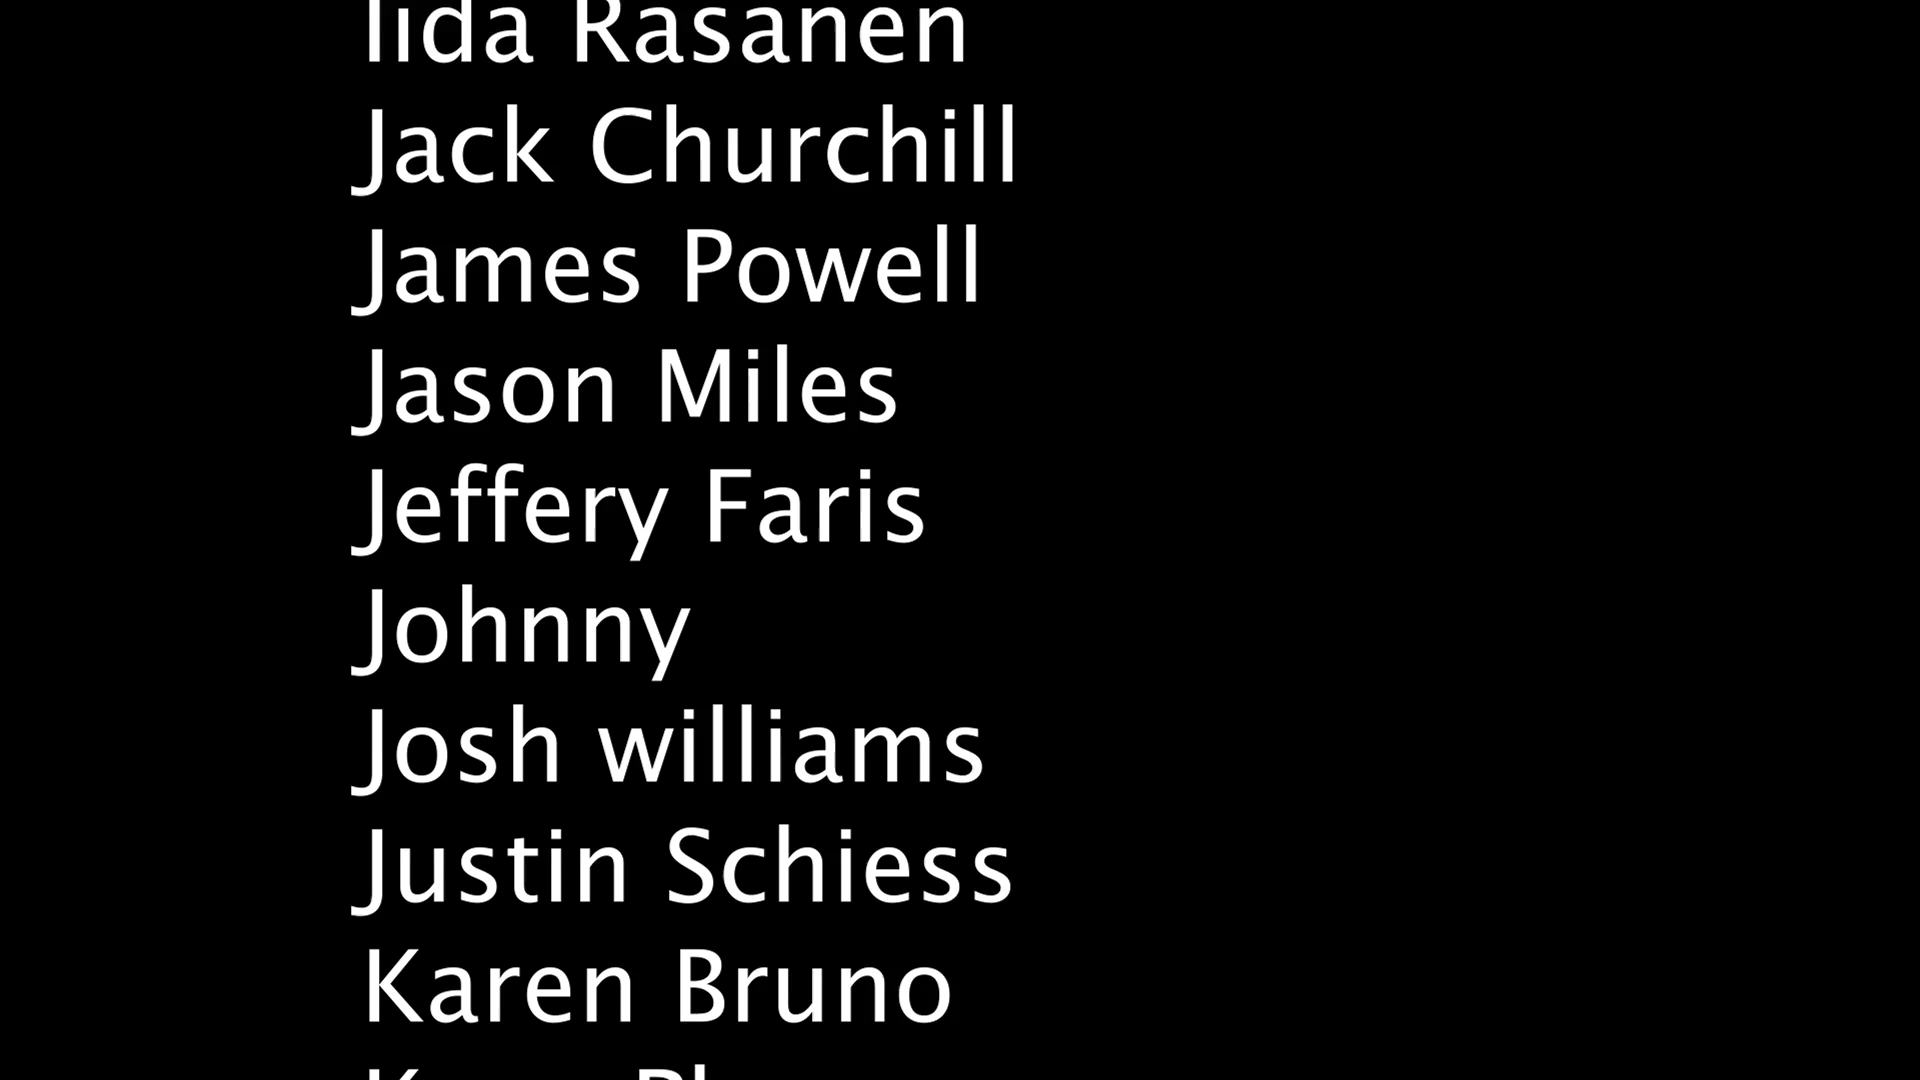 Iida Rasanen
Jack Churchill
James Powell
Jason Miles
Jeffery Faris
Johnny
Josh williams
Justin Schiess
Karen Bruno